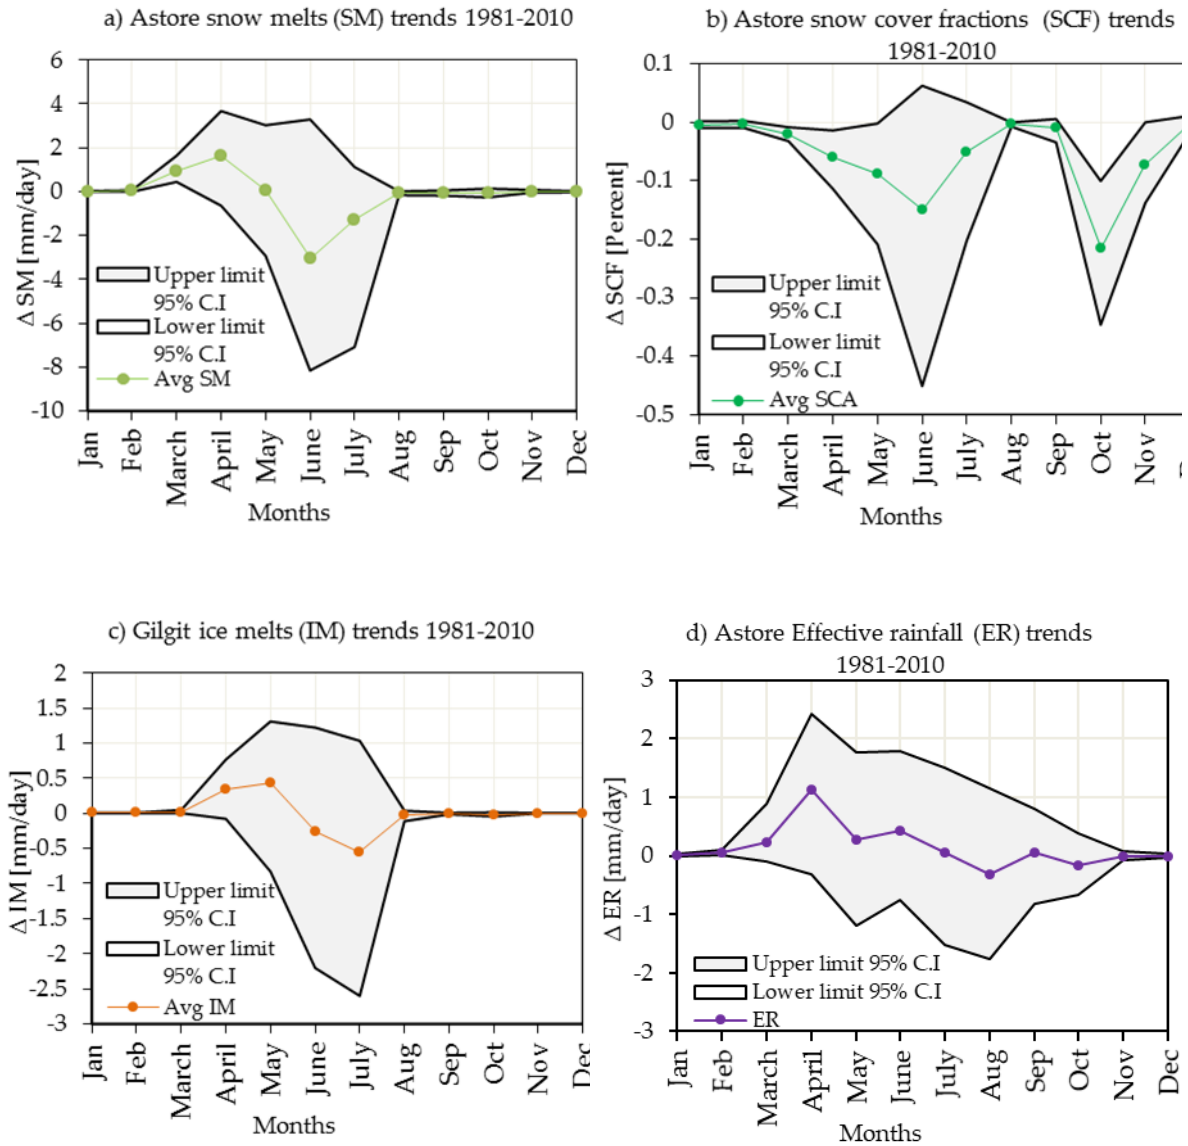 a) Astore snow melts (SM) trends 1981-2010
6
4
2
0
-2
-4
-6
-8
-10
Δ SM [mm/day]
Upper limit
95% C.I
Lower limit
95% C.I
Avg SM
Jan
Feb
March
April
May
June
July
Aug
Sep
Oct
Nov
Dec
Months
b) Astore snow cover fractions (SCF) trends
1981-2010
0.1
0
-0.1
-0.2
-0.3
-0.4
-0.5
Δ SCF [Percent]
Upper limit
95% C.I
Lower limit
95% C.I
Avg SCA
Jan
Feb
March
April
May
June
July
Aug
Sep
Oct
Nov
Months
c) Gilgit ice melts (IM) trends 1981-2010
2
1.5
1
0.5
0
-0.5
-1
-1.5
-2
-2.5
-3
Δ IM [mm/day]
Upper limit
95% C.I
Lower limit
95% C.I
Avg IM
Jan
Feb
March
April
May
June
July
Aug
Sep
Oct
Nov
Dec
Months
d) Astore Effective rainfall (ER) trends
1981-2010
3
2
1
0
-1
-2
-3
Δ ER [mm/day]
Upper limit 95% C.I
Lower limit 95% C.I
ER
Jan
Feb
March
April
May
June
July
Aug
Sep
Oct
Nov
Dec
Months